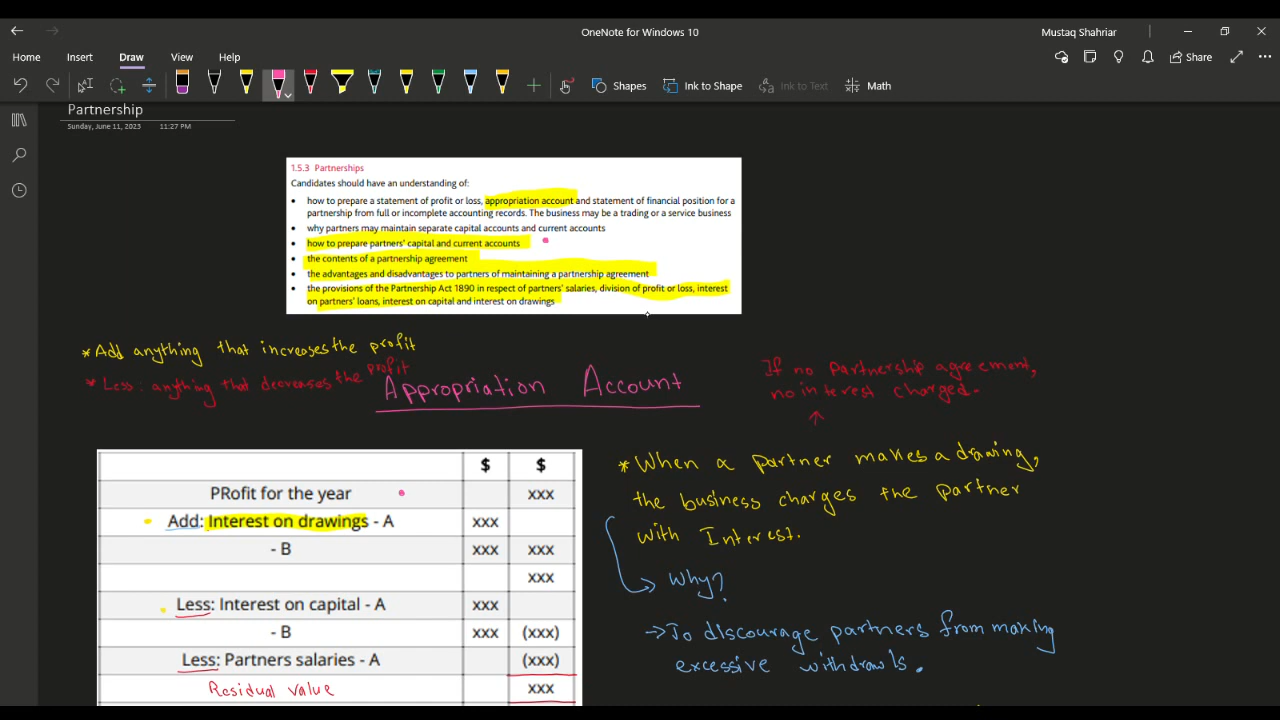 OneNote for Windows 10
Mustaq Shahriar
Home Insert Draw View Help
Share
Shapes
Ink to Shape
Ink to Text
Math
Partnership
Sunday, June 11, 2023 11:27 PM
1.5.3 Partnerships
Candidates should have an understanding of:
• how to prepare a statement of profit or loss, appropriation account and statement of financial position for a
partnership from full or incomplete accounting records. The business may be a trading or a service business
• why partners may maintain separate capital accounts and current accounts
• how to prepare partners' capital and current accounts
• the contents of a partnership agreement
• the advantages and disadvantages to partners of maintaining a partnership agreement
• the provisions of the Partnership Act 1890 in respect of partners' salaries, division of profit or loss, interest
on partners' loans, interest on capital and interest on drawings
* Add anything that increases the profit
* Less: anything that decreases the profit
Appropriation Account
If no partnership agreement,
no interest charged.
$ $
PRofit for the year xxx
Add: Interest on drawings - A xxx
- B xxx xxx
xxx
Less: Interest on capital - A xxx
- B xxx (xxx)
Less: Partners salaries - A (xxx)
Residual value xxx
* When a partner makes a drawing,
the business charges the partner
with Interest.
→ Why?
→ To discourage partners from making
excessive withdrawls.